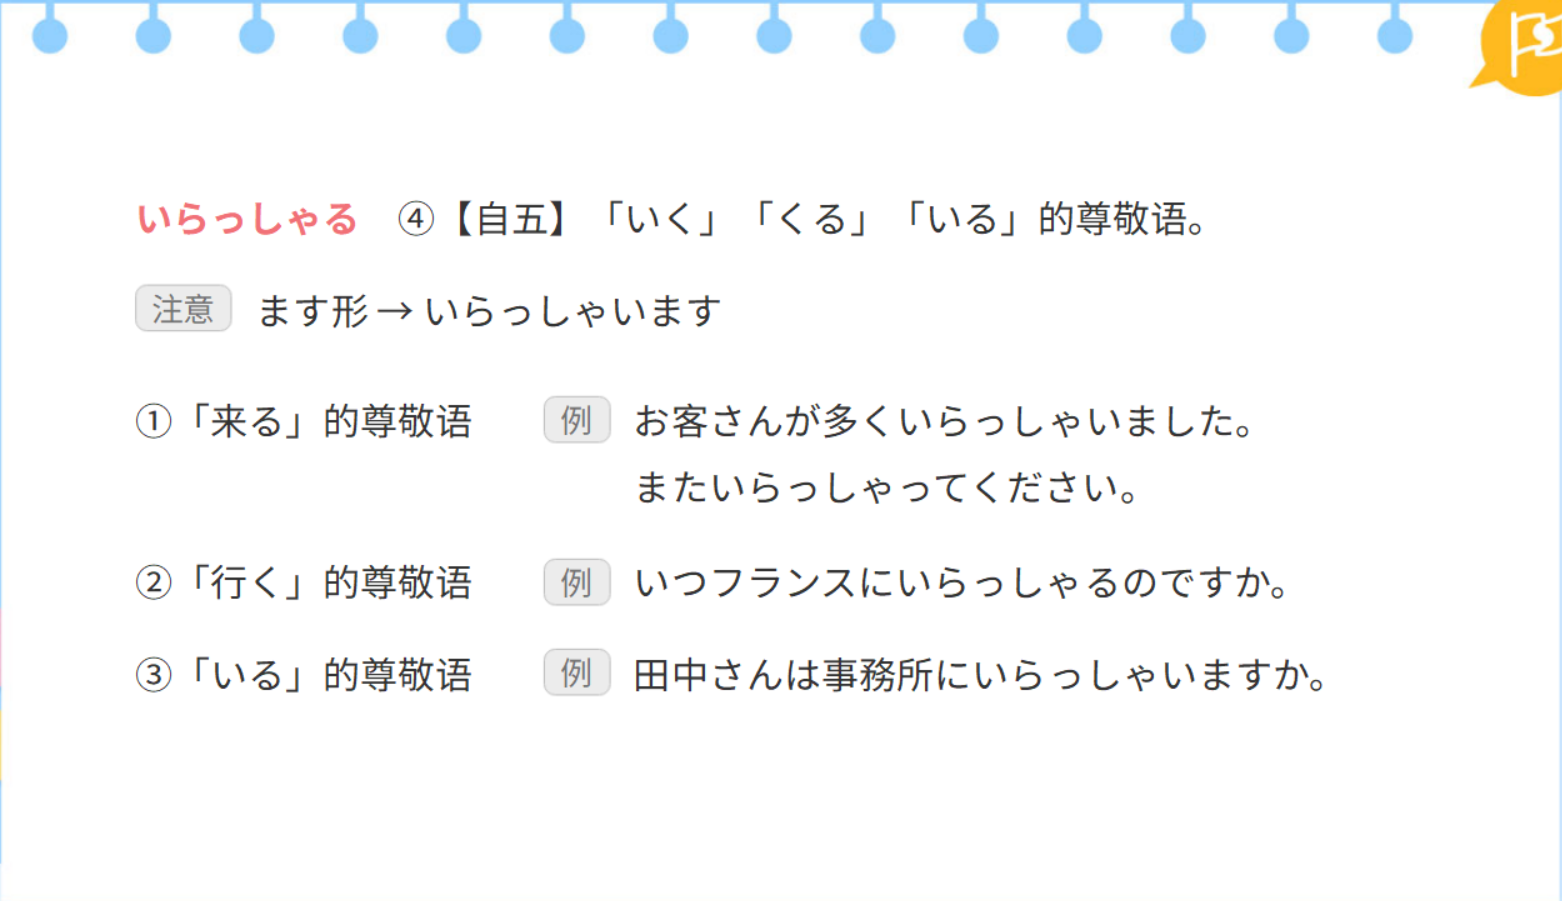 いらっしゃる ④【自五】「いく」「くる」「いる」的尊敬语。
注意 ます形→いらっしゃいます
①「来る」的尊敬语 例 お客さんが多くいらっしゃいました。
またいらっしゃってください。
②「行く」的尊敬语 例 いつフランスにいらっしゃるのですか。
③「いる」的尊敬语 例 田中さんは事務所にいらっしゃいますか。